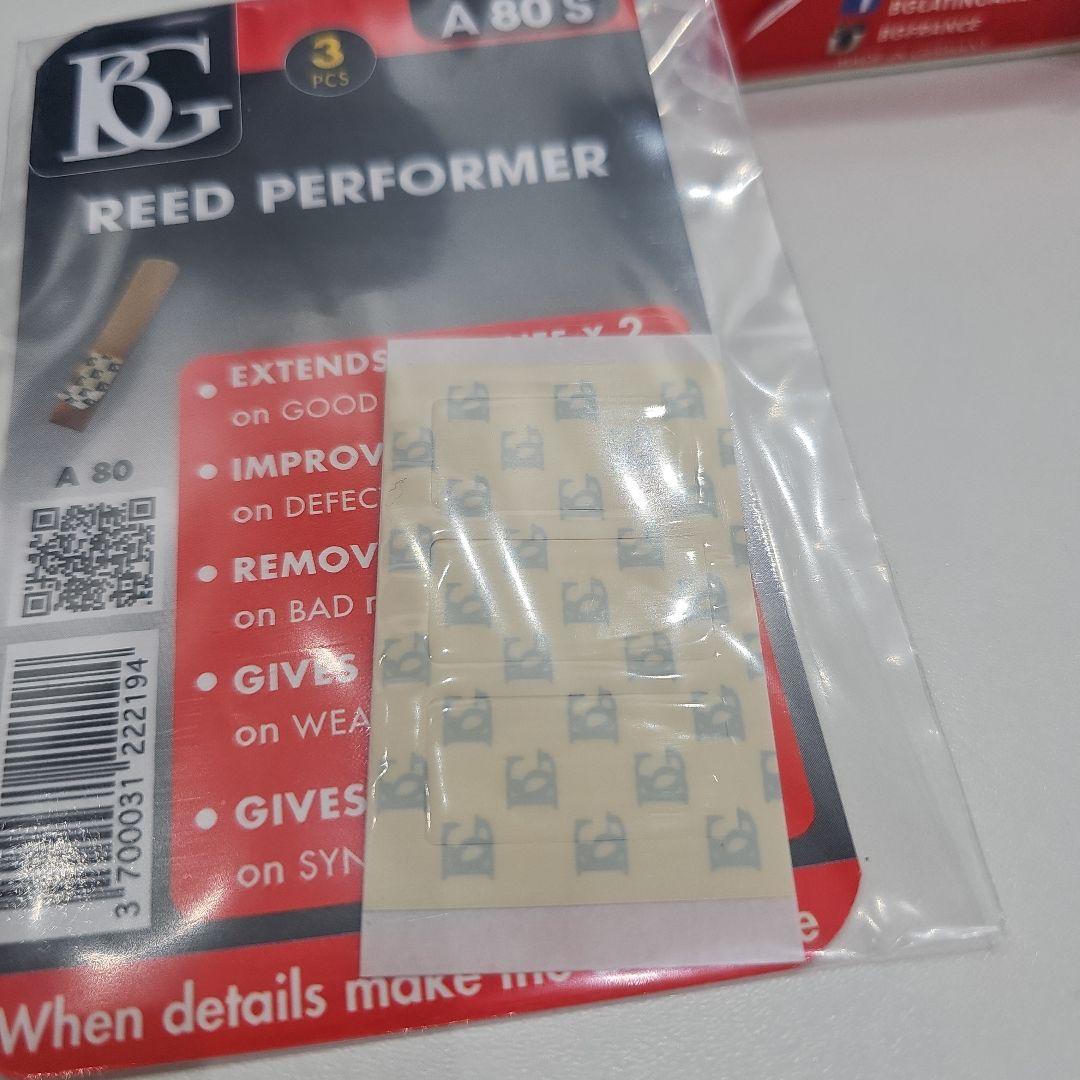 BG
3
PCS
A 80 S
REED PERFORMER
EXTENDS
X 2
on GOOD
IMPROV
on DEFEC
REMOV
on BAD
GIVES
on WEA
GIVES
on SYN
A 80
3 700031 222194
When details make